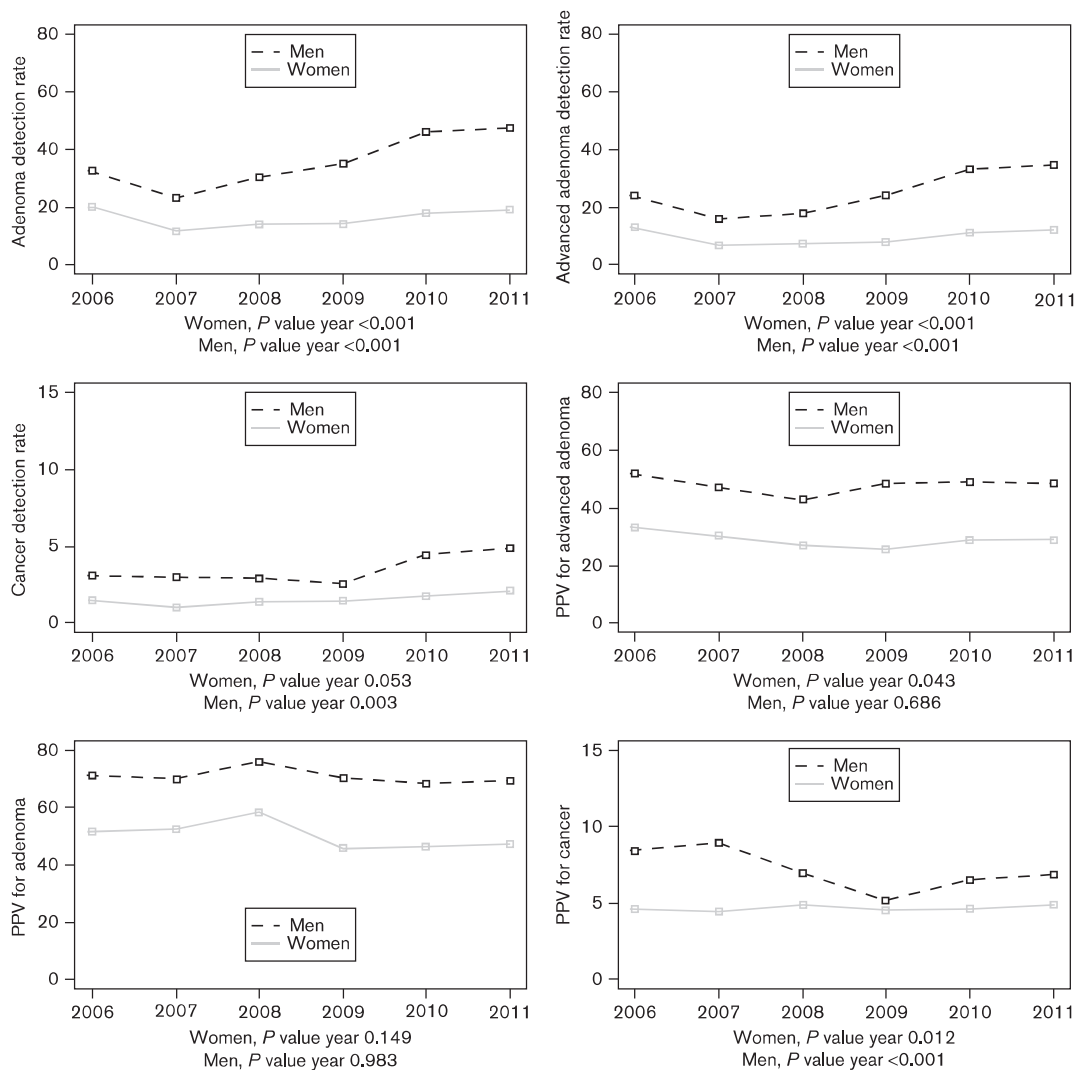 Adenoma detection rate
80
60
40
20
0
Men
Women
2006 2007 2008 2009 2010 2011
Women, P value year <0.001
Men, P value year <0.001
Advanced adenoma detection rate
80
60
40
20
0
Men
Women
2006 2007 2008 2009 2010 2011
Women, P value year <0.001
Men, P value year <0.001
Cancer detection rate
15
10
5
0
Men
Women
2006 2007 2008 2009 2010 2011
Women, P value year 0.053
Men, P value year 0.003
PPV for advanced adenoma
80
60
40
20
0
Men
Women
2006 2007 2008 2009 2010 2011
Women, P value year 0.043
Men, P value year 0.686
PPV for adenoma
80
60
40
20
0
Men
Women
2006 2007 2008 2009 2010 2011
Women, P value year 0.149
Men, P value year 0.983
PPV for cancer
15
10
5
0
Men
Women
2006 2007 2008 2009 2010 2011
Women, P value year 0.012
Men, P value year <0.001